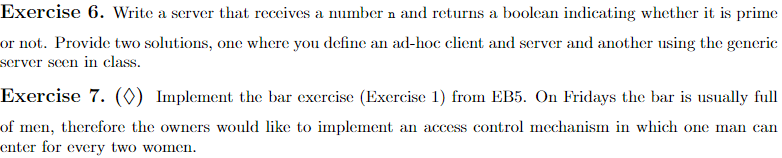 Exercise 6. Write a server that receives a number n and returns a boolean indicating whether it is prime
or not. Provide two solutions, one where you define an ad-hoc client and server and another using the generic
server seen in class.
Exercise 7. (◊) Implement the bar exercise (Exercise 1) from EB5. On Fridays the bar is usually full
of men, therefore the owners would like to implement an access control mechanism in which one man can
enter for every two women.